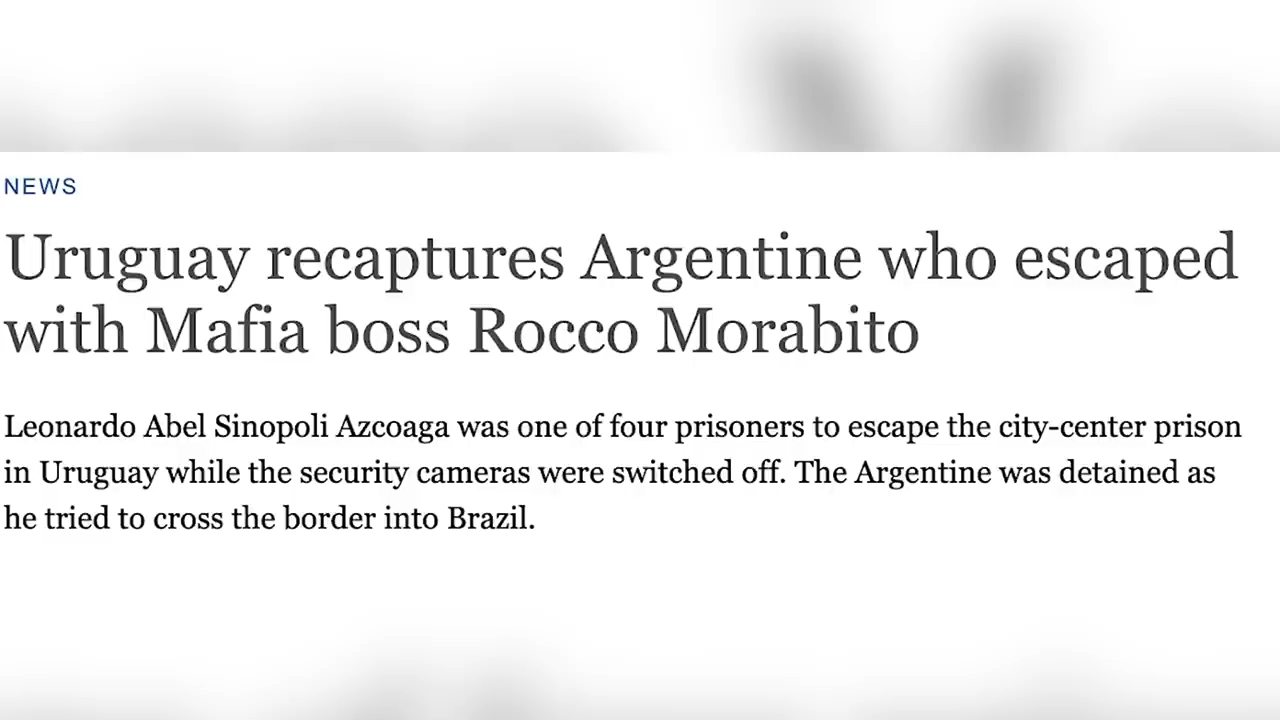 NEWS
Uruguay recaptures Argentine who escaped
with Mafia boss Rocco Morabito
Leonardo Abel Sinopoli Azcoaga was one of four prisoners to escape the city-center prison
in Uruguay while the security cameras were switched off. The Argentine was detained as
he tried to cross the border into Brazil.